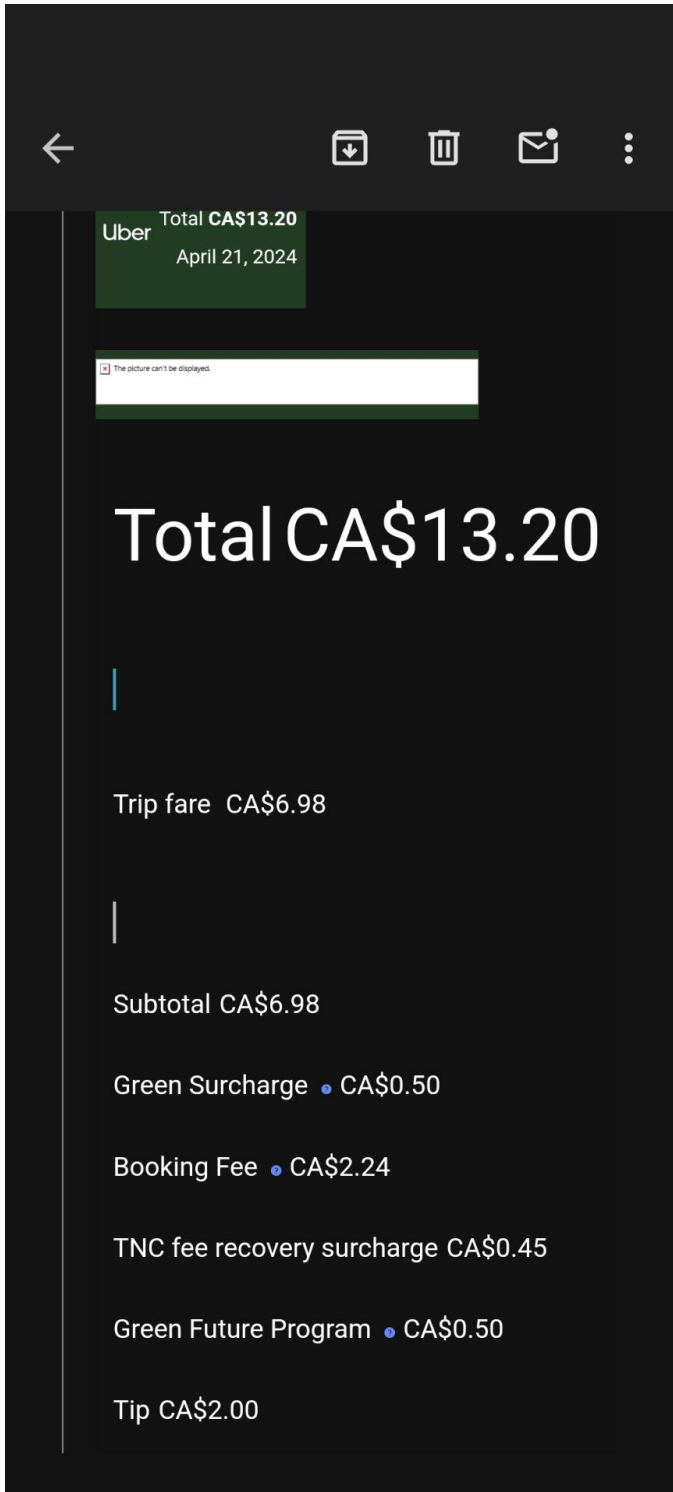 Uber Total CA$13.20
April 21, 2024
The picture can't be displayed.
Total CA$13.20
Trip fare CA$6.98
Subtotal CA$6.98
Green Surcharge ? CA$0.50
Booking Fee ? CA$2.24
TNC fee recovery surcharge CA$0.45
Green Future Program ? CA$0.50
Tip CA$2.00